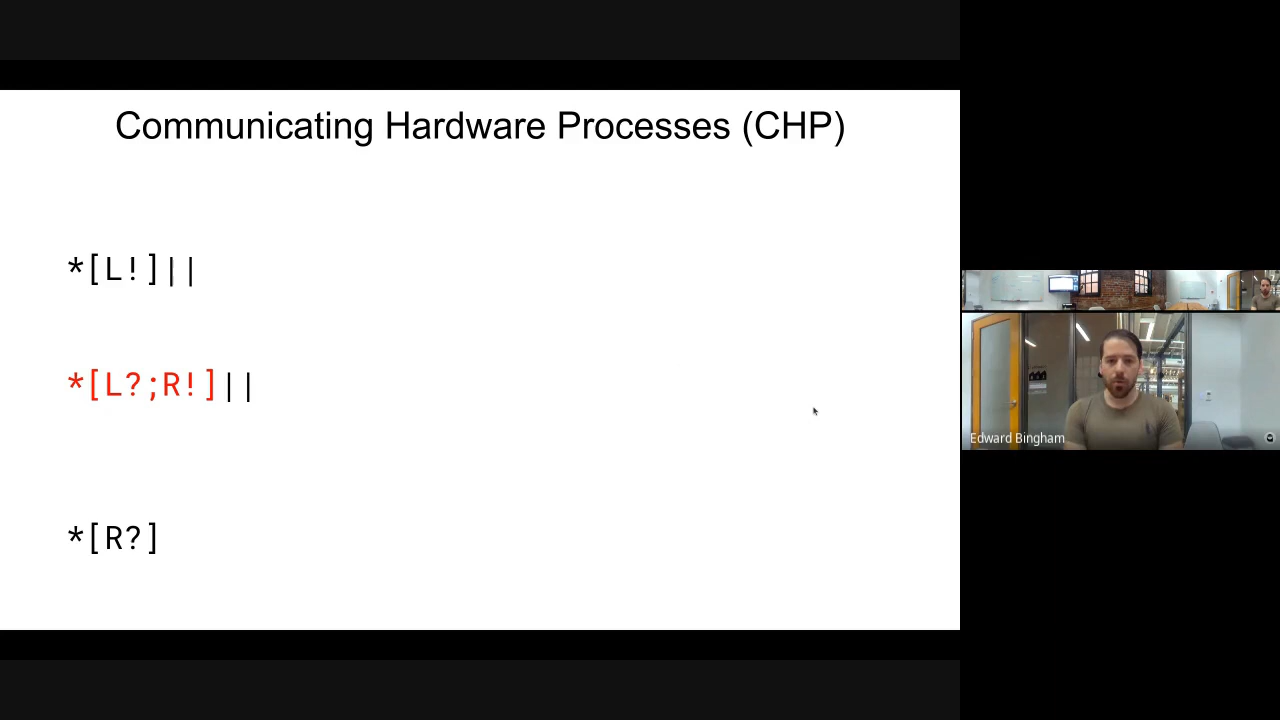 Communicating Hardware Processes (CHP)
*[L!]||
*[L?;R!]||
*[R?]
Edward Bingham